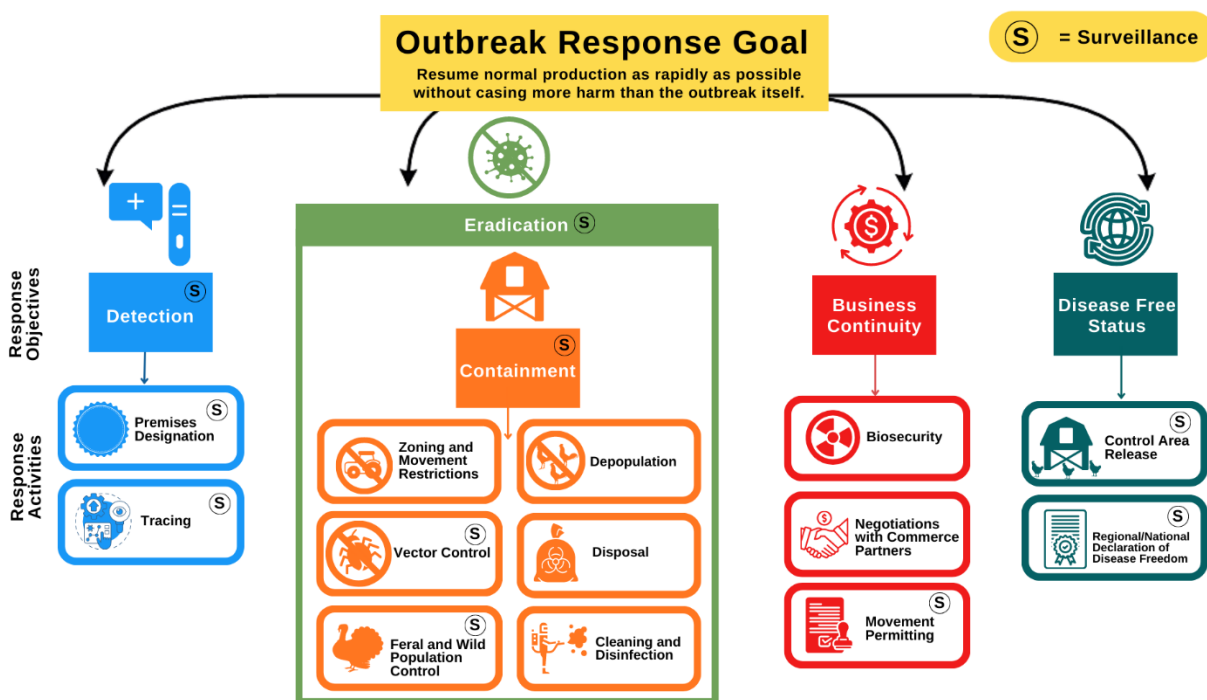 Outbreak Response Goal
Resume normal production as rapidly as possible
without casing more harm than the outbreak itself.
S = Surveillance
Response
Objectives
Detection S
Eradication S
Containment S
Business
Continuity
Disease Free
Status
Response
Activities
Premises
Designation
S
Tracing
S
Zoning and
Movement
Restrictions
Depopulation
Vector Control
S
Disposal
Feral and Wild
Population
Control
S
Cleaning and
Disinfection
Biosecurity
Negotiations
with Commerce
Partners
Movement
Permitting
S
Control Area
Release
S
Regional/National
Declaration of
Disease Freedom
S